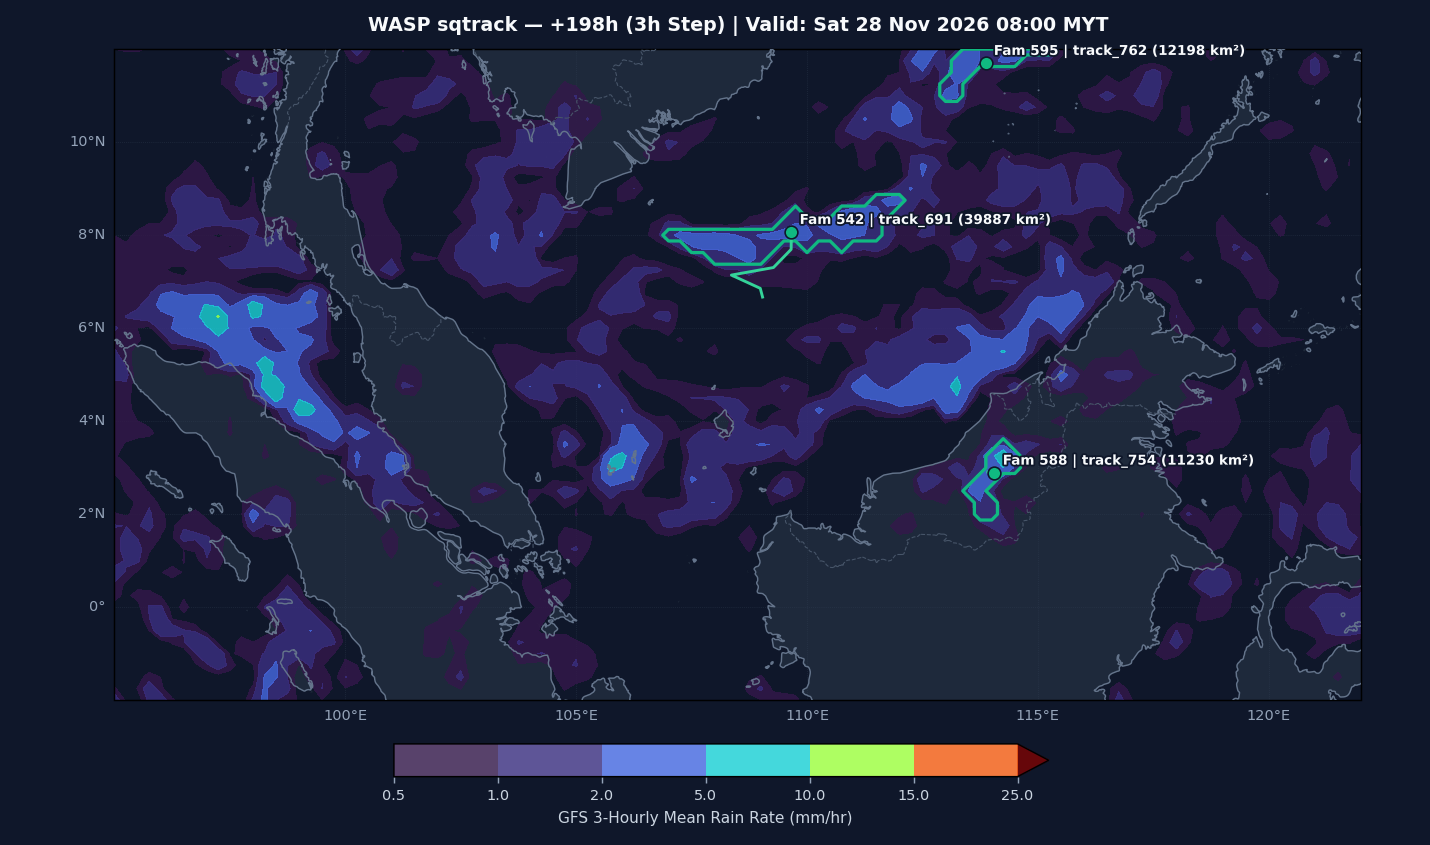 WASP sqtrack — +198h (3h Step) | Valid: Sat 28 Nov 2026 08:00 MYT
Fam 595 | track_762 (12198 km²)
10°N
8°N
Fam 542 | track_691 (39887 km²)
6°N
4°N
Fam 588 | track_754 (11230 km²)
2°N
0°
100°E 105°E 110°E 115°E 120°E
0.5 1.0 2.0 5.0 10.0 15.0 25.0
GFS 3-Hourly Mean Rain Rate (mm/hr)